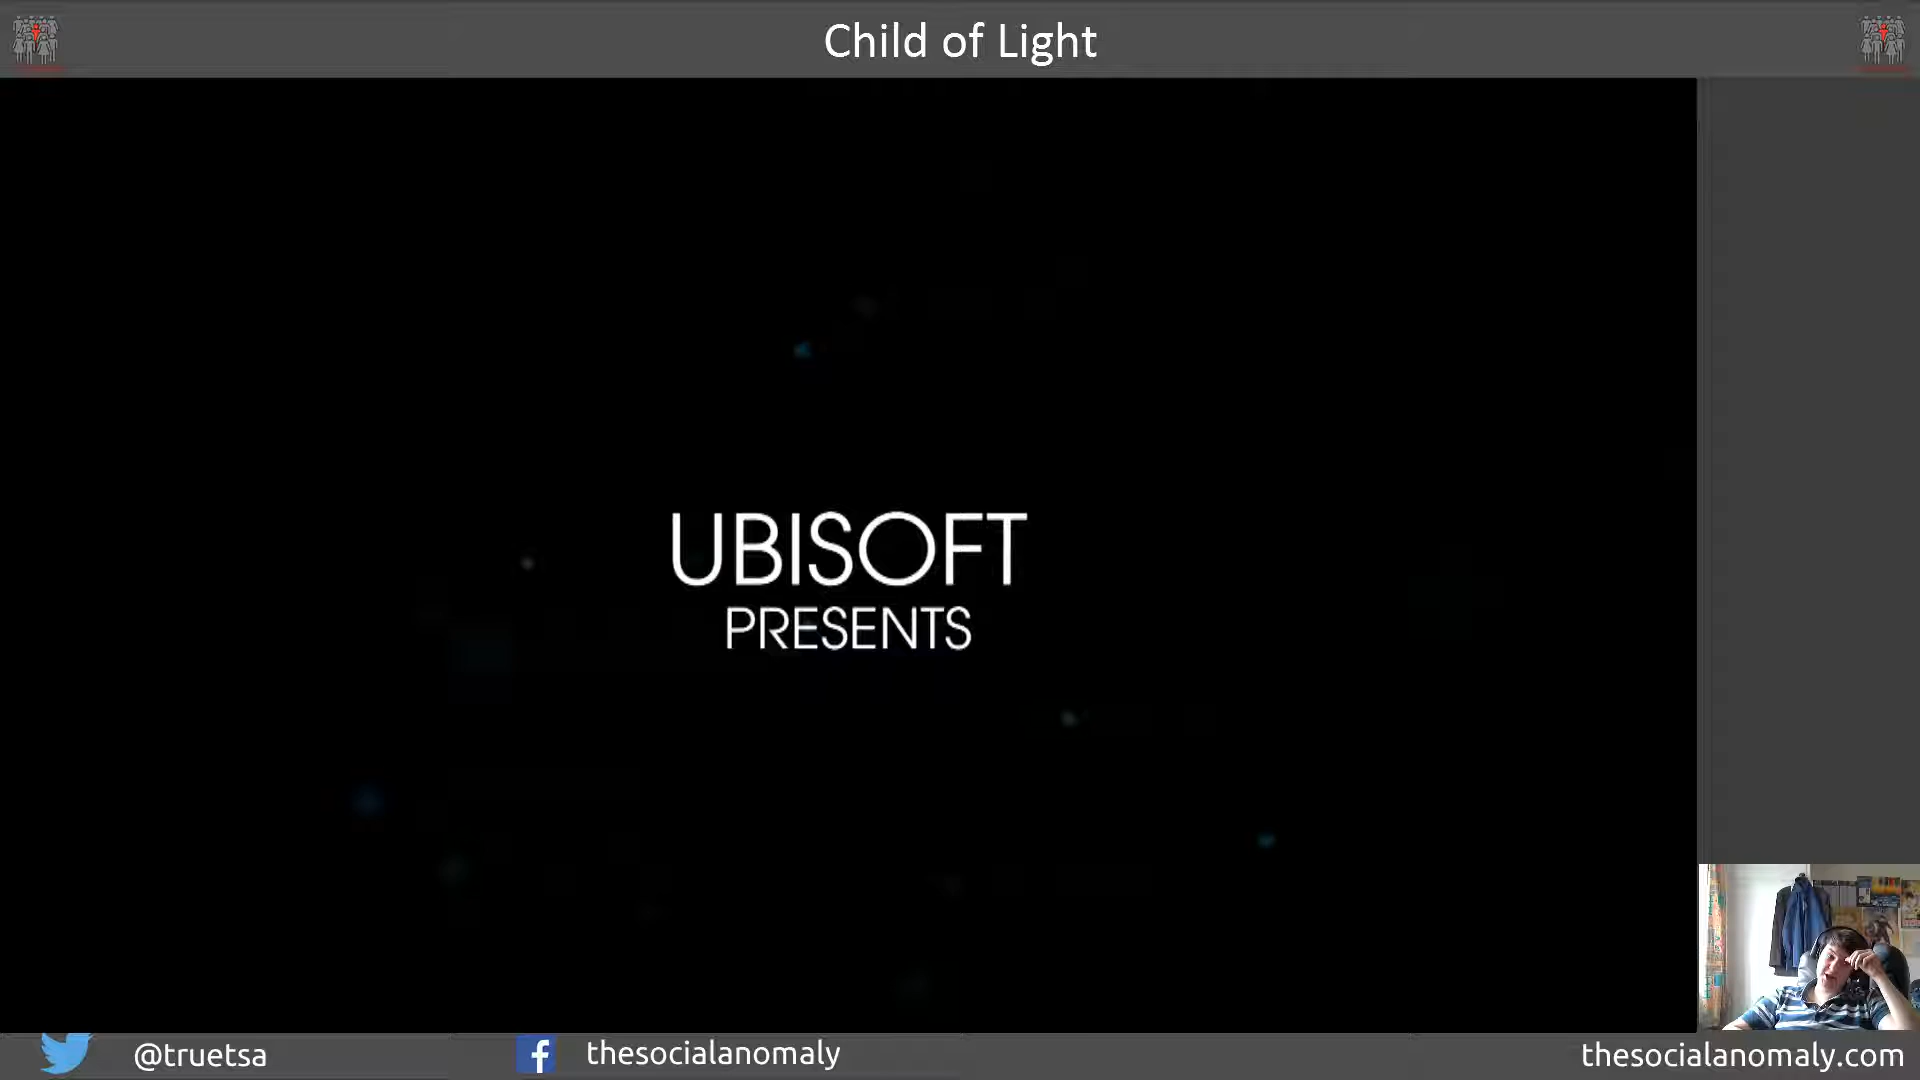 Child of Light
UBISOFT
PRESENTS
@truetsa
thesocialanomaly
thesocialanomaly.com